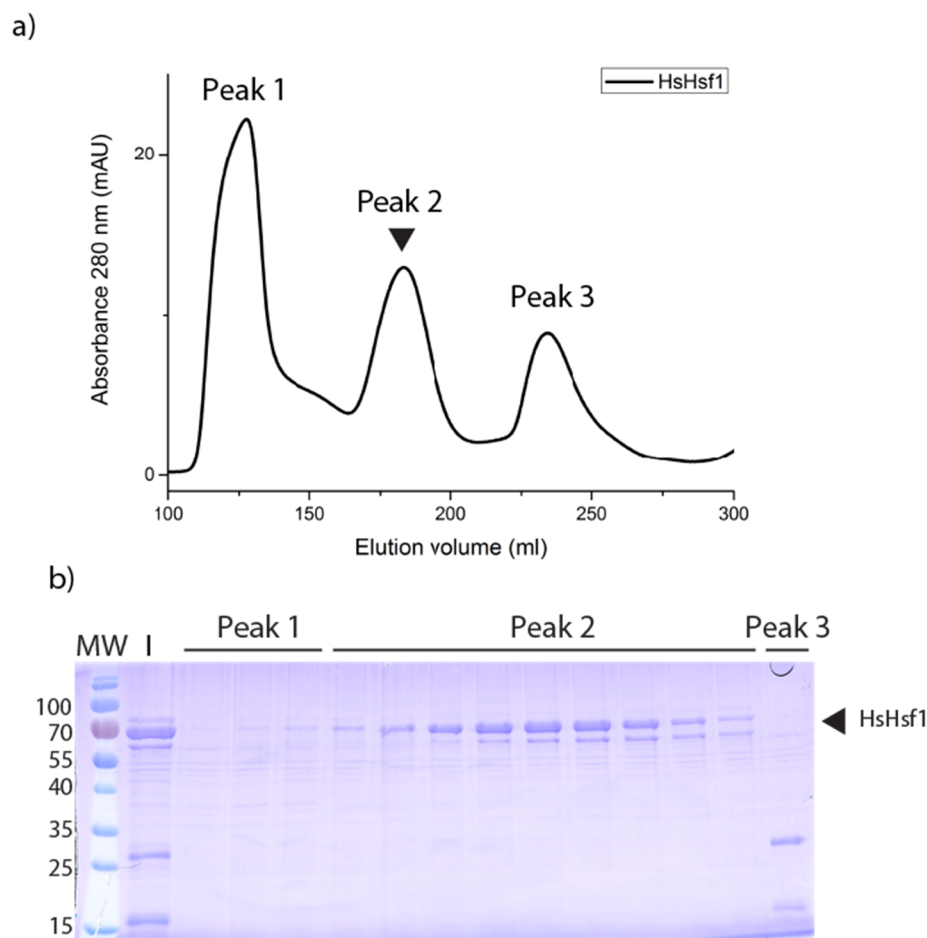 a)
Peak 1
HsHsf1
Peak 2
Peak 3
Absorbance 280 nm (mAU)
20
0
100 150 200 250 300
Elution volume (ml)
b)
MW I Peak 1 Peak 2 Peak 3
100
70
55
40
35
25
15
HsHsf1